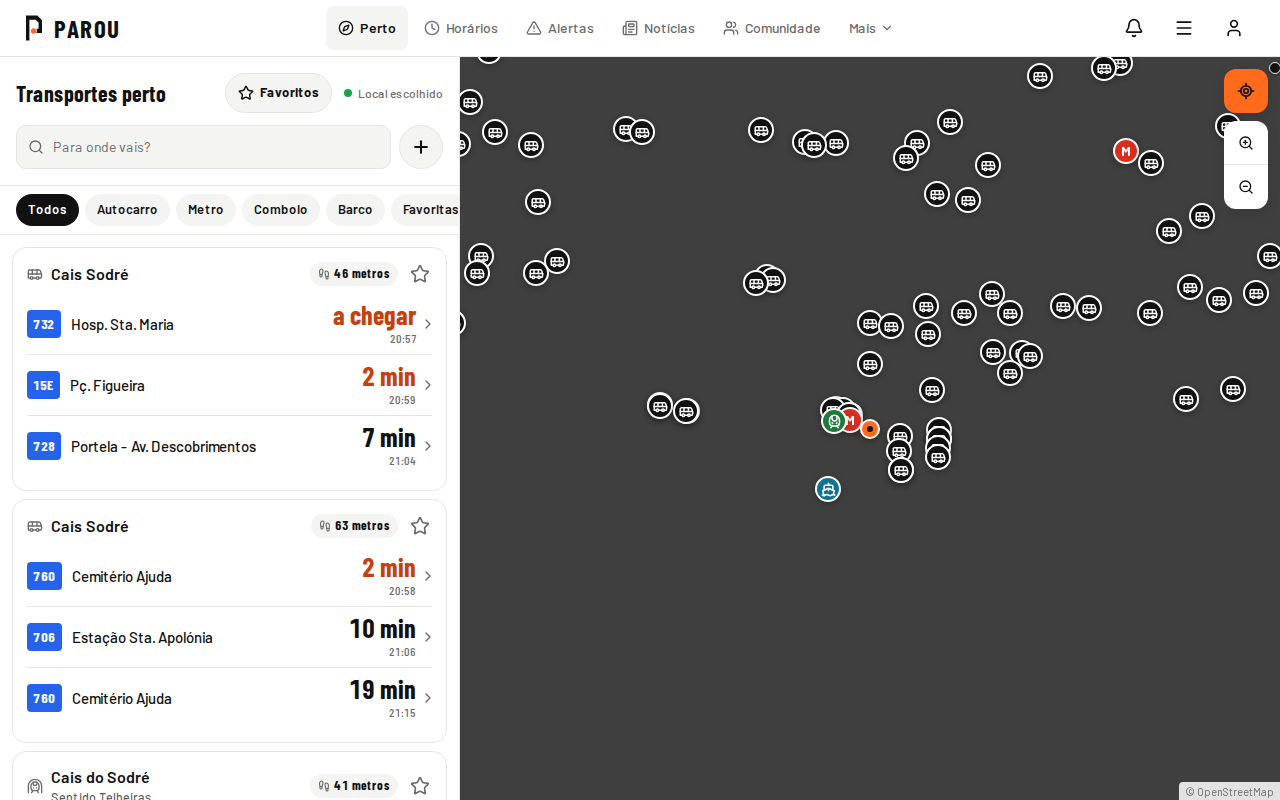 PAROU
Perto
Horários
Alertas
Notícias
Comunidade
Mais
Transportes perto
Favoritos
Local escolhido
Para onde vais?
Todos
Autocarro
Metro
Comboio
Barco
Favoritas
Cais Sodré
46 metros
732
Hosp. Sta. Maria
a chegar
20:57
15E
Pç. Figueira
2 min
20:59
728
Portela - Av. Descobrimentos
7 min
21:04
Cais Sodré
63 metros
760
Cemitério Ajuda
2 min
20:58
706
Estação Sta. Apolónia
10 min
21:06
760
Cemitério Ajuda
19 min
21:15
Cais do Sodré
Sentido Telheiras
41 metros
M
M
© OpenStreetMap